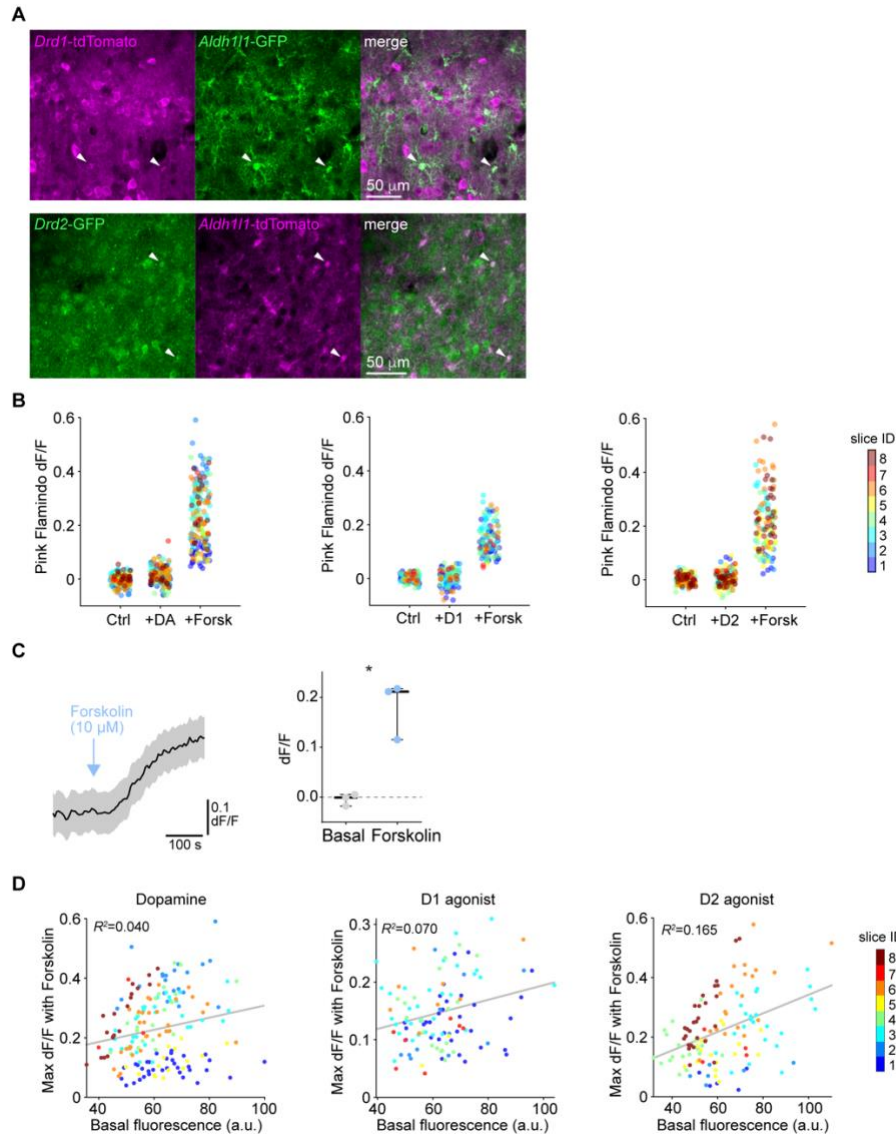 A
Drd1-tdTomato
Aldh1l1-GFP
merge
50 μm
Drd2-GFP
Aldh1l1-tdTomato
merge
50 μm
B
Pink Flamindo dF/F
0.6
0.4
0.2
0
Ctrl +DA +Forsk
Pink Flamindo dF/F
0.6
0.4
0.2
0
Ctrl +D1 +Forsk
Pink Flamindo dF/F
0.6
0.4
0.2
0
Ctrl +D2 +Forsk
slice ID
8
7
6
5
4
3
2
1
C
Forskolin
(10 μM)
0.1
dF/F
100 s
dF/F
0.2
0.1
0.0
*
Basal Forskolin
D
Dopamine
R²=0.040
Max dF/F with Forskolin
0.6
0.4
0.2
0
40 60 80 100
Basal fluorescence (a.u.)
D1 agonist
R²=0.070
Max dF/F with Forskolin
0.3
0.2
0.1
0
40 60 80 100
Basal fluorescence (a.u.)
D2 agonist
R²=0.165
Max dF/F with Forskolin
0.6
0.4
0.2
0
40 60 80 100
Basal fluorescence (a.u.)
slice ID
8
7
6
5
4
3
2
1